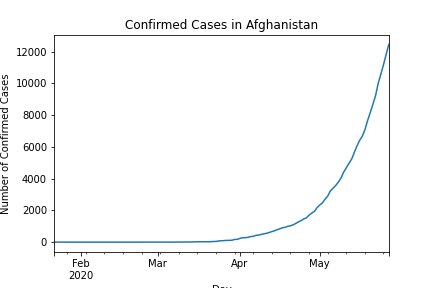 Confirmed Cases in Afghanistan
Number of Confirmed Cases
12000
10000
8000
6000
4000
2000
0
Feb
2020
Mar
Apr
May